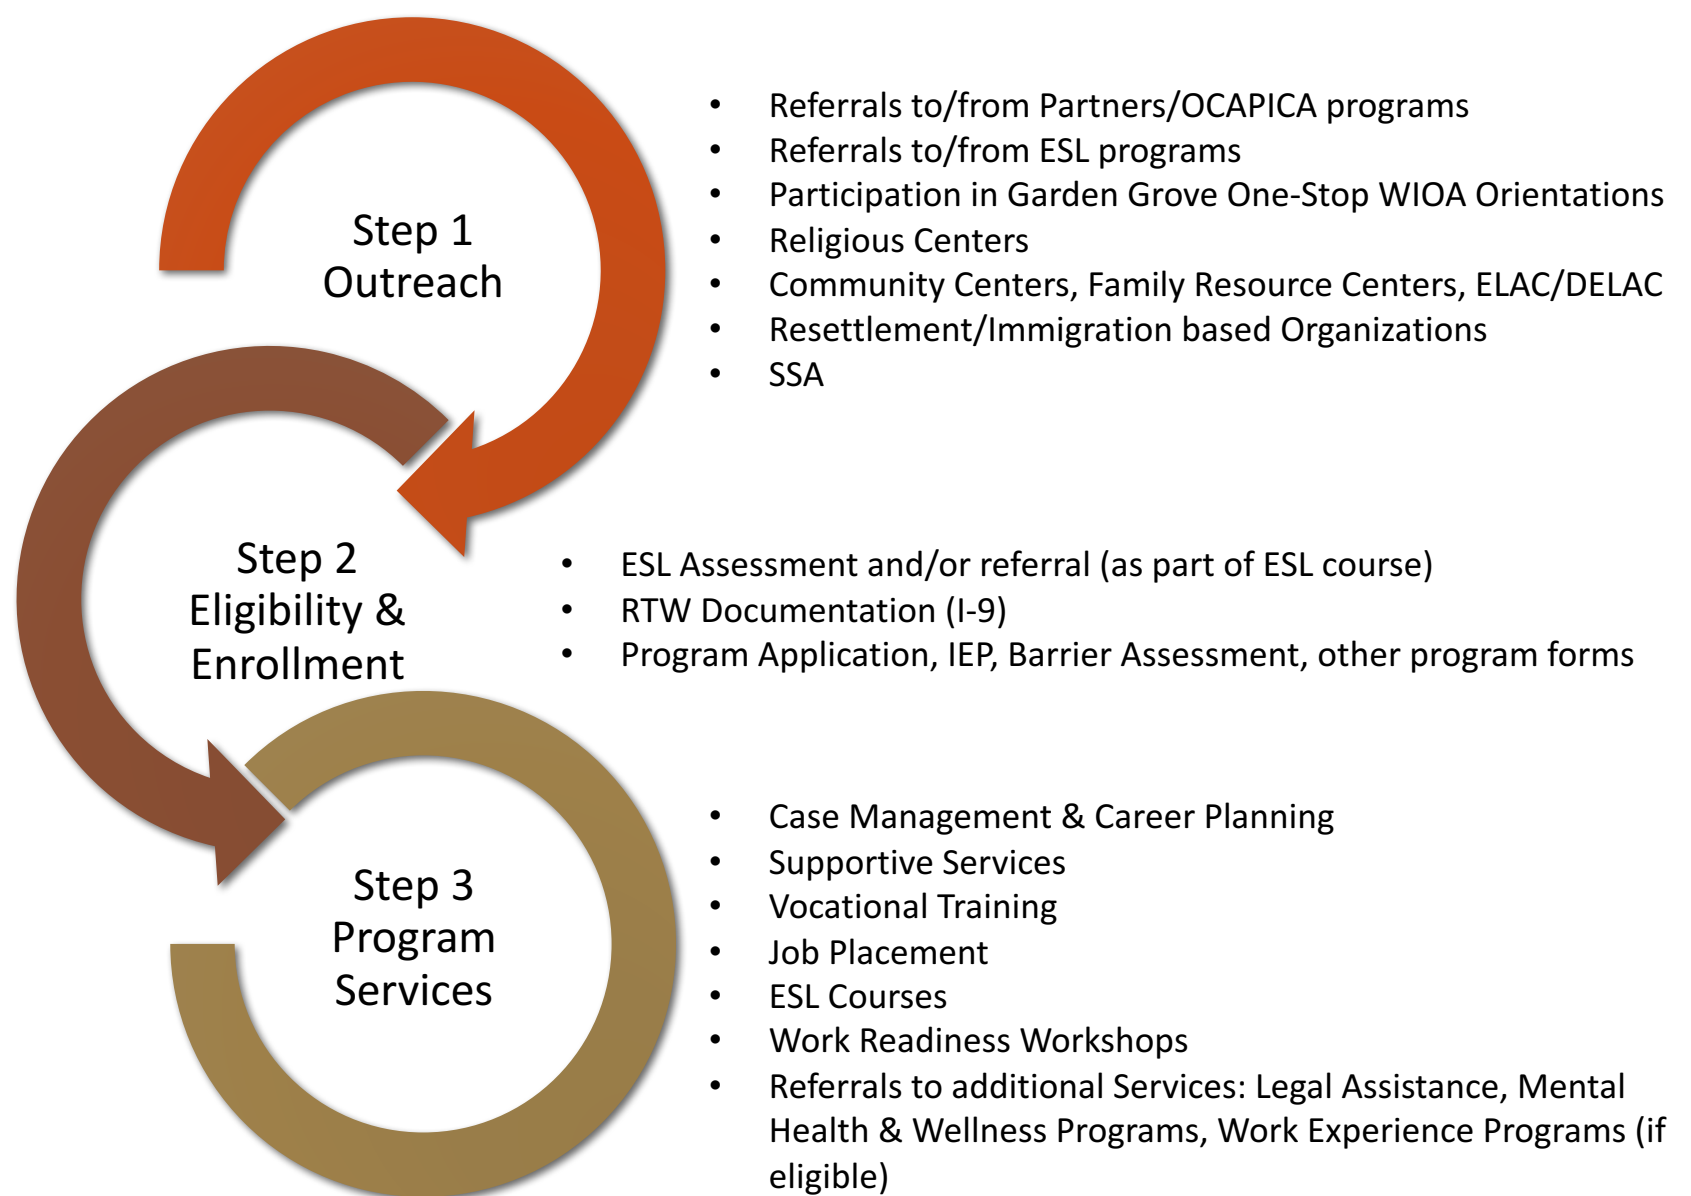 Step 1
Outreach
• Referrals to/from Partners/OCAPICA programs
• Referrals to/from ESL programs
• Participation in Garden Grove One-Stop WIOA Orientations
• Religious Centers
• Community Centers, Family Resource Centers, ELAC/DELAC
• Resettlement/Immigration based Organizations
• SSA
Step 2
Eligibility &
Enrollment
• ESL Assessment and/or referral (as part of ESL course)
• RTW Documentation (I-9)
• Program Application, IEP, Barrier Assessment, other program forms
Step 3
Program
Services
• Case Management & Career Planning
• Supportive Services
• Vocational Training
• Job Placement
• ESL Courses
• Work Readiness Workshops
• Referrals to additional Services: Legal Assistance, Mental
Health & Wellness Programs, Work Experience Programs (if
eligible)